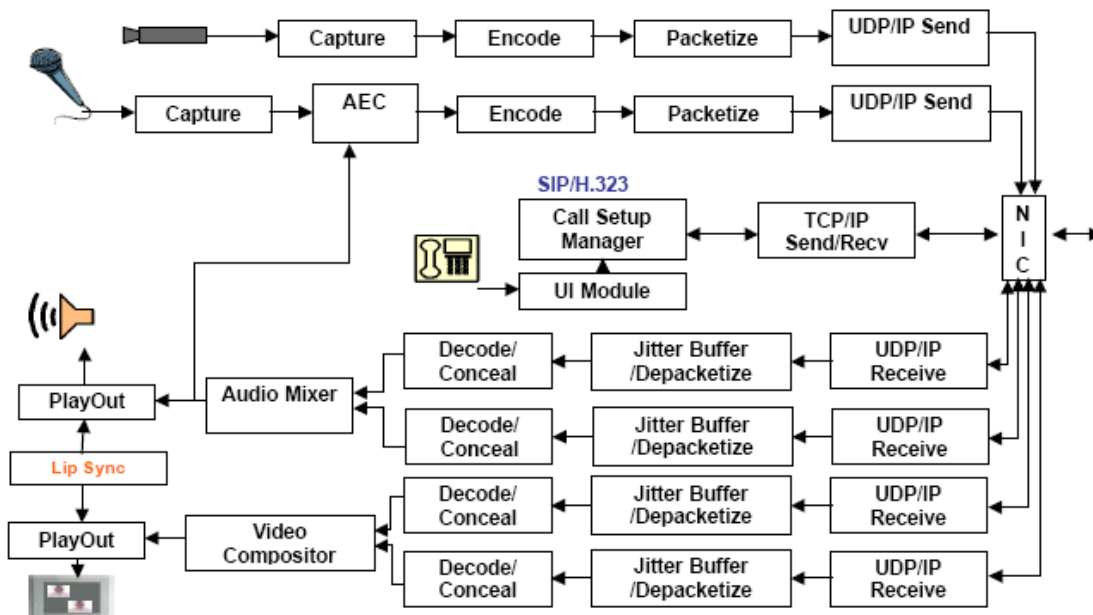 Capture
Encode
Packetize
UDP/IP Send
Capture
AEC
Encode
Packetize
UDP/IP Send
SIP/H.323
Call Setup
Manager
TCP/IP
Send/Recv
N
I
C
UI Module
Decode/
Conceal
Jitter Buffer
/Depacketize
UDP/IP
Receive
PlayOut
Audio Mixer
Decode/
Conceal
Jitter Buffer
/Depacketize
UDP/IP
Receive
Lip Sync
Decode/
Conceal
Jitter Buffer
/Depacketize
UDP/IP
Receive
PlayOut
Video
Compositor
Decode/
Conceal
Jitter Buffer
/Depacketize
UDP/IP
Receive